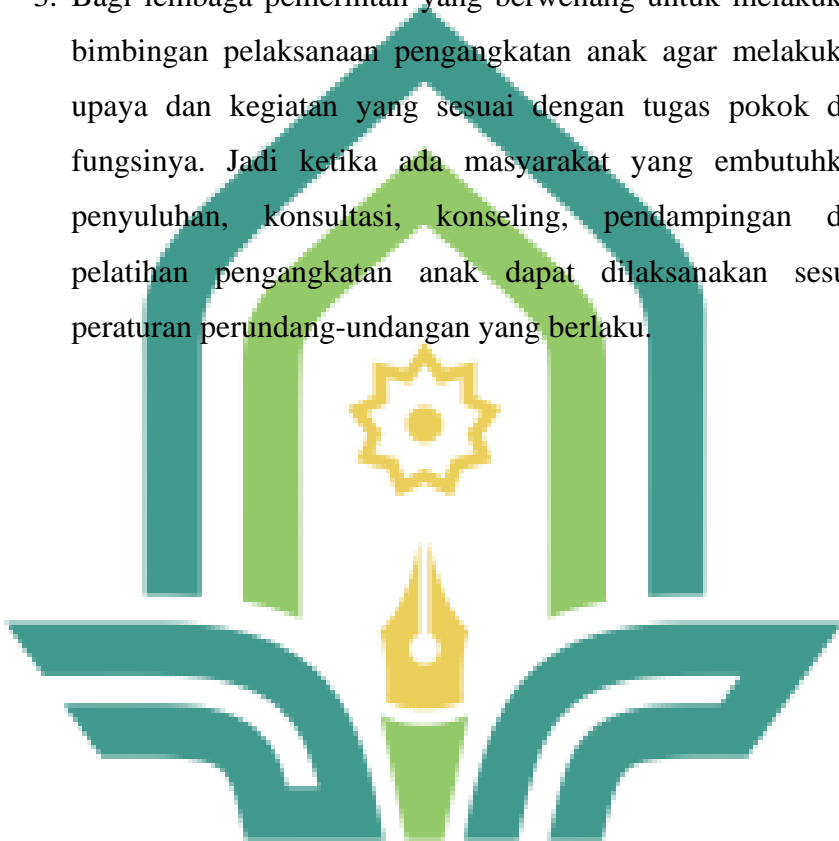 3. Bagi lembaga pemerintah yang berwenang untuk melakuk
bimbingan pelaksanaan pengangkatan anak agar melakuk
upaya dan kegiatan yang sesuai dengan tugas pokok d
fungsinya. Jadi ketika ada masyarakat yang embutuhk
penyuluhan, konsultasi, konseling, pendampingan d
pelatihan pengangkatan anak dapat dilaksanakan sesu
peraturan perundang-undangan yang berlaku.